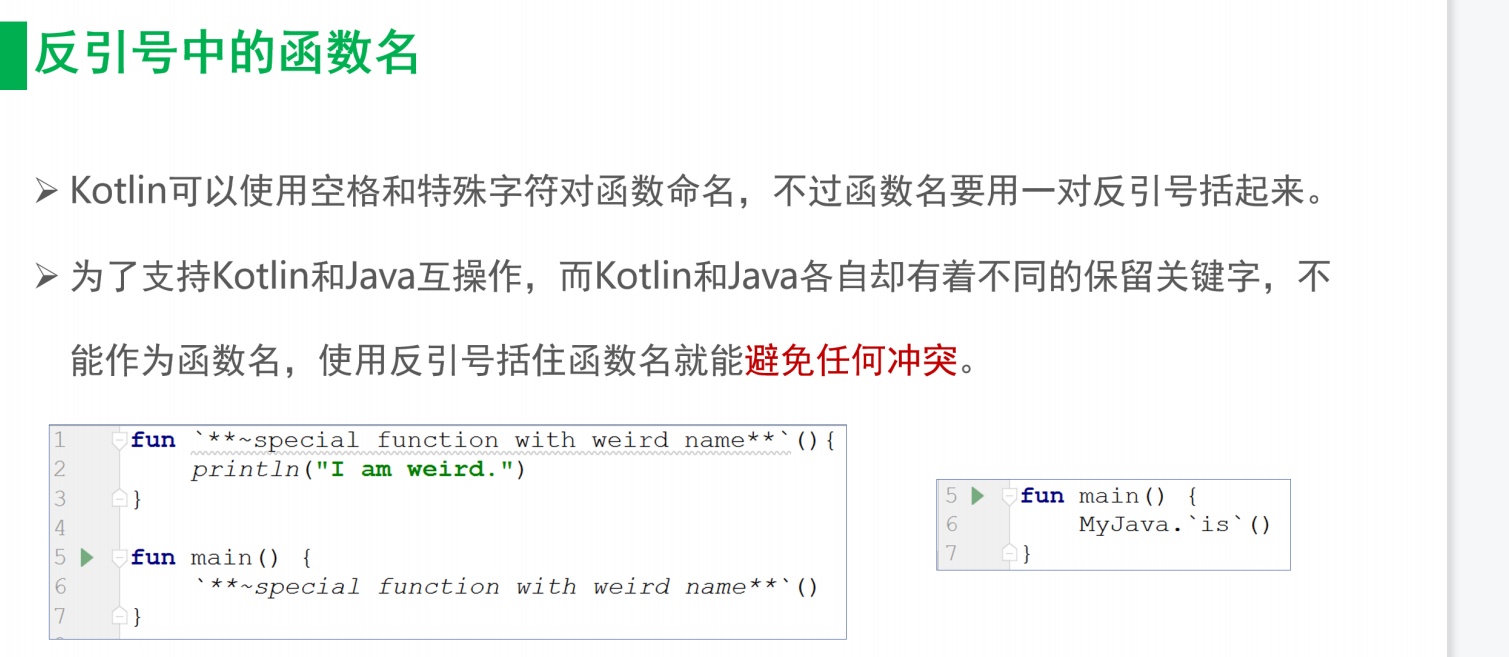 反引号中的函数名
➢ Kotlin可以使用空格和特殊字符对函数命名，不过函数名要用一对反引号括起来。
➢ 为了支持Kotlin和Java互操作，而Kotlin和Java各自却有着不同的保留关键字，不
能作为函数名，使用反引号括住函数名就能避免任何冲突。
1 fun `**~special function with weird name**`(){
2 println("I am weird.")
3 }
4
5 fun main() {
6 `**~special function with weird name**`()
7 }
5 fun main() {
6 MyJava.`is`()
7 }